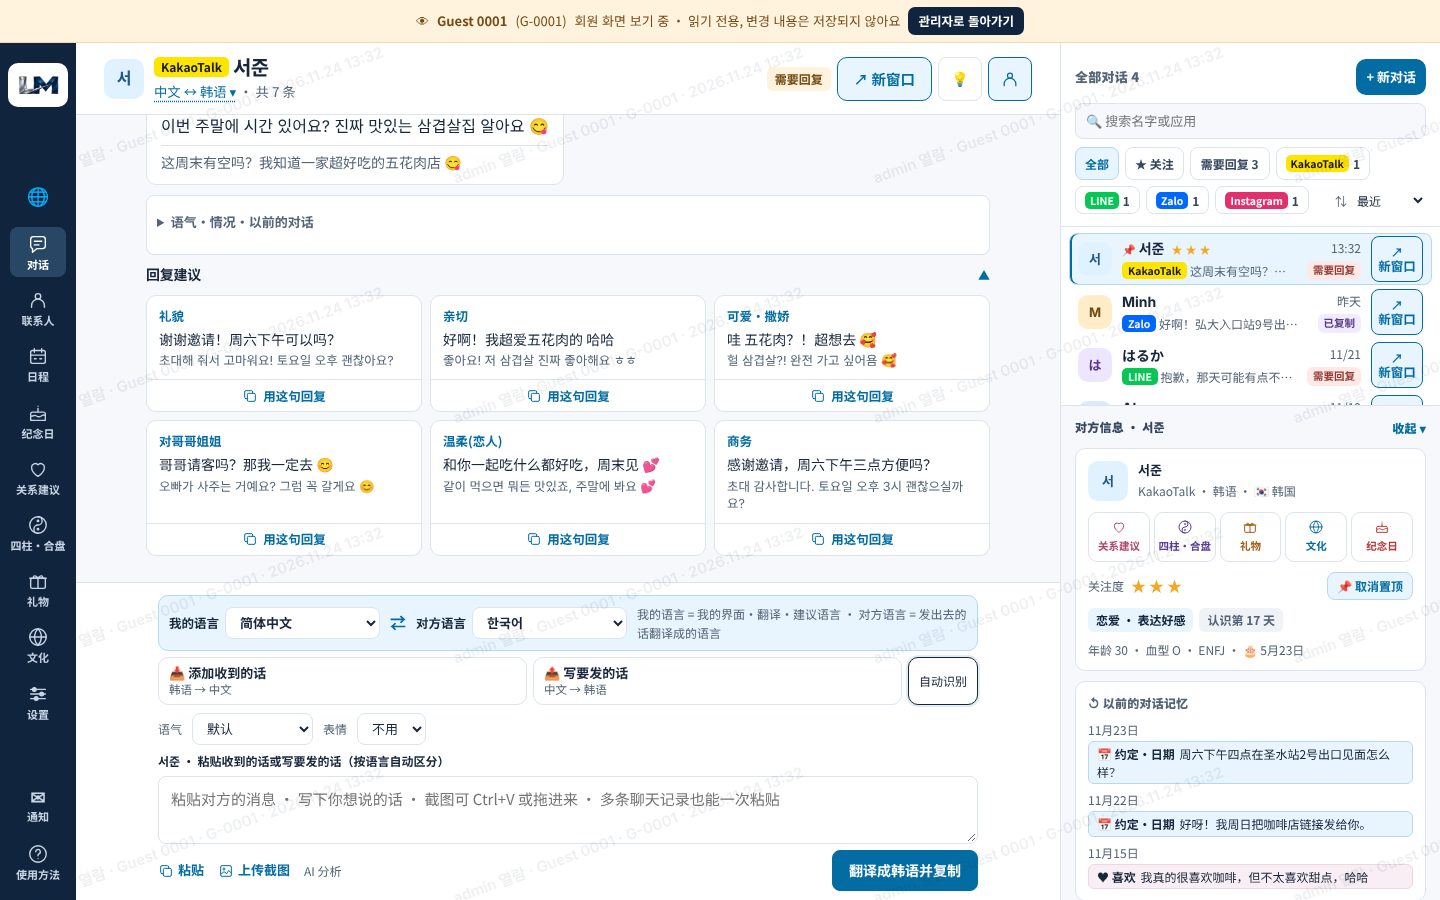 👁 Guest 0001 (G-0001) 회원 화면 보기 중 · 읽기 전용, 변경 내용은 저장되지 않아요 관리자로 돌아가기
LM
🌐
对话
联系人
日程
纪念日
关系建议
四柱·合盘
礼物
文化
设置
通知
使用方法
서
KakaoTalk 서준
中文 ↔ 韩语 ▾ · 共 7 条
需要回复
↗ 新窗口
💡
이번 주말에 시간 있어요? 진짜 맛있는 삼겹살집 알아요 😋
这周末有空吗？我知道一家超好吃的五花肉店 😋
▶ 语气·情况·以前的对话
回复建议 ▲
礼貌
谢谢邀请！周六下午可以吗？
초대해 줘서 고마워요! 토요일 오후 괜찮아요?
用这句回复
亲切
好啊！我超爱五花肉的 哈哈
좋아요! 저 삼겹살 진짜 좋아해요 ㅎㅎ
用这句回复
可爱·撒娇
哇 五花肉？！超想去 🥰
헐 삼겹살?! 완전 가고 싶어용 🥰
用这句回复
对哥哥姐姐
哥哥请客吗？那我一定去 😊
오빠가 사주는 거예요? 그럼 꼭 갈게요 😊
用这句回复
温柔(恋人)
和你一起吃什么都好吃，周末见 💕
같이 먹으면 뭐든 맛있죠, 주말에 봐요 💕
用这句回复
商务
感谢邀请，周六下午三点方便吗？
초대 감사합니다. 토요일 오후 3시 괜찮으실까
요?
用这句回复
我的语言 简体中文 ⇄ 对方语言 한국어
我的语言 = 我的界面·翻译·建议语言 · 对方语言 = 发出去的
话翻译成的语言
📥 添加收到的话
韩语 → 中文
📤 写要发的话
中文 → 韩语
自动识别
语气 默认 表情 不用
서준 · 粘贴收到的话或写要发的话（按语言自动区分）
粘贴对方的消息 · 写下你想说的话 · 截图可 Ctrl+V 或拖进来 · 多条聊天记录也能一次粘贴
粘贴 上传截图 AI 分析
翻译成韩语并复制
全部对话 4
+ 新对话
🔍 搜索名字或应用
全部
★ 关注
需要回复 3
KakaoTalk 1
LINE 1
Zalo 1
Instagram 1
⇅ 最近
서
📌 서준 ★★★ 13:32
KakaoTalk 这周末有空吗？… 需要回复
↗
新窗口
M
Minh 昨天
Zalo 好啊！弘大入口站9号出… 已复制
↗
新窗口
は
はるか 11/21
LINE 抱歉，那天可能有点不… 需要回复
↗
新窗口
对方信息 · 서준 收起 ▾
서
서준
KakaoTalk · 韩语 · 🇰🇷 韩国
关系建议
四柱·合盘
礼物
文化
纪念日
关注度 ★★★
📌 取消置顶
恋爱 · 表达好感
认识第 17 天
年龄 30 · 血型 O · ENFJ · 🎂 5月23日
↺ 以前的对话记忆
11月23日
📅 约定·日期 周六下午四点在圣水站2号出口见面怎么
样？
11月22日
📅 约定·日期 好呀！我周日把咖啡店链接发给你。
11月15日
♥ 喜欢 我真的很喜欢咖啡，但不太喜欢甜点，哈哈
admin 열람 · Guest 0001 · G-0001 · 2026.11.24 13:32